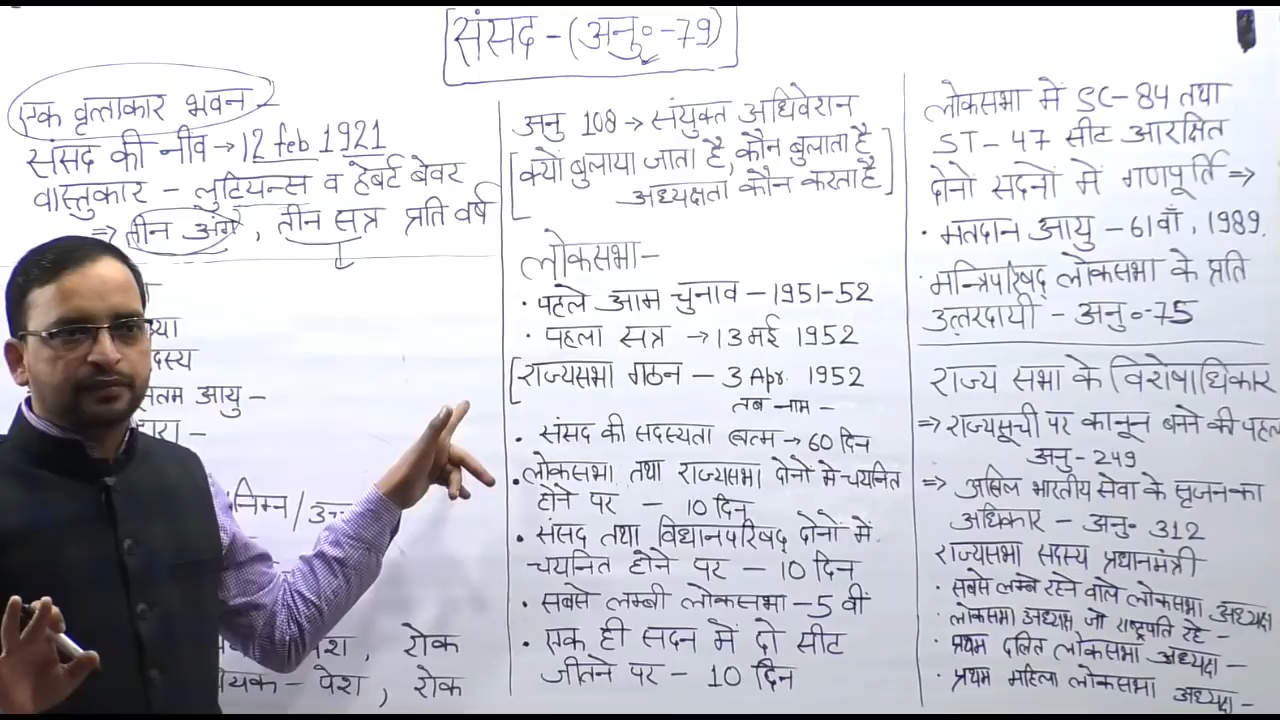 संसद - (अनु॰ - 79)
एक वृत्ताकार भवन -
संसद की नींव → 12 feb 1921
वास्तुकार - लुटियन्स व हर्बर्ट बेवर
⇒ तीन अंग, तीन सत्र प्रति वर्ष
आयु -
निम्न /
पेश, रोक
पेश, रोक
अनु 108 → संयुक्त अधिवेशन
[क्यों बुलाया जाता है, कौन बुलाता है
अध्यक्षता कौन करता है]
लोकसभा -
· पहले आम चुनाव - 1951-52
· पहला सत्र → 13 मई 1952
[राज्यसभा गठन - 3 Apr. 1952
तब नाम -
· संसद की सदस्यता खत्म → 60 दिन
· लोकसभा तथा राज्यसभा दोनों मे चयनित
होने पर - 10 दिन
· संसद तथा विधानपरिषद् दोनों में
चयनित होने पर - 10 दिन
· सबसे लम्बी लोकसभा - 5 वीं
· एक ही सदन में दो सीट
जीतने पर - 10 दिन
लोकसभा में SC - 84 तथा
ST - 47 सीट आरक्षित
दोनों सदनों में गणपूर्ति ⇒
· मतदान आयु - 61वाँ, 1989.
· मन्त्रिपरिषद् लोकसभा के प्रति
उत्तरदायी - अनु॰ - 75
राज्य सभा के विशेषाधिकार
⇒ राज्यसूची पर कानून बनने की पहल
अनु - 249
⇒ अखिल भारतीय सेवा के सृजन का
अधिकार - अनु॰ 312
राज्यसभा सदस्य प्रधानमंत्री
· सबसे लम्बे रहने वाले लोकसभा अध्यक्ष
· लोकसभा अध्यक्ष जो राष्ट्रपति रहे -
· प्रथम दलित लोकसभा अध्यक्ष -
· प्रथम महिला लोकसभा अध्यक्ष -